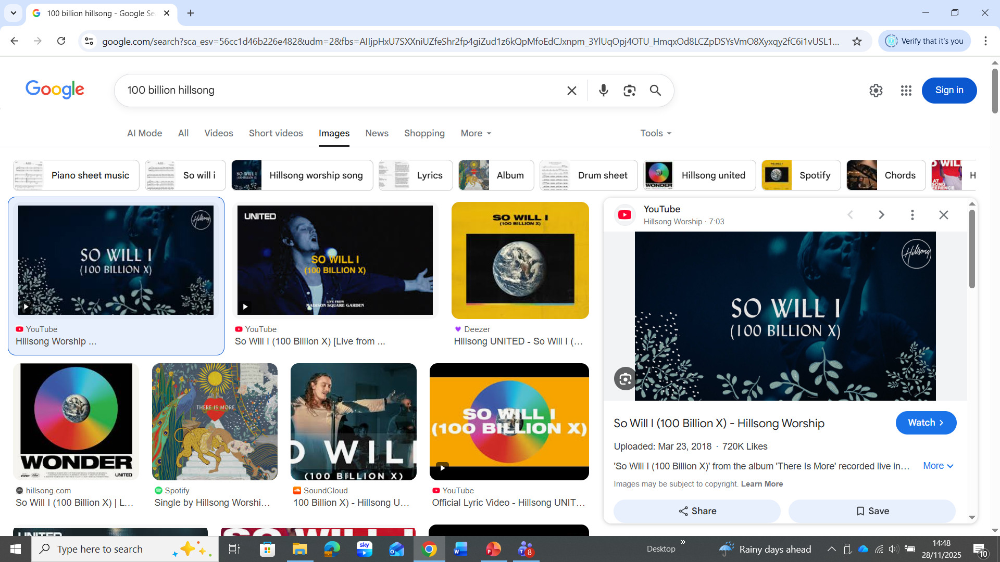 100 billion hillsong - Google Se
google.com/search?sca_esv=56cc1d46b226e482&udm=2&fbs=AIIjpHxU7SXXniUZfeShr2fp4giZud1z6kQpMfoEdCJxnpm_3YlUqOpj4OTU_HmqxOd8LCZpDSYsVmO8Xyxqy2fC6i1vUSL1...
Verify that it's you
Google
100 billion hillsong
Sign in
AI Mode
All
Videos
Short videos
Images
News
Shopping
More
Tools
Piano sheet music
So will i
SO WILL I
Hillsong worship song
Lyrics
Album
Drum sheet
WONDER
Hillsong united
Spotify
Chords
O WIL
AT
SONG
FERENCE
H
SO WILL I
(100 BILLION X)
Hillsong
YouTube
Hillsong Worship ...
UNITED
SO WILL I
(100 BILLION X)
LIVE FROM
MADISON SQUARE GARDEN
YouTube
So Will I (100 Billion X) [Live from ...
SO WILL I
(100 BILLION X)
Deezer
Hillsong UNITED - So Will I (...
WONDER
UNITED
hillsong.com
So Will I (100 Billion X) | L...
THERE IS MORE
Spotify
Single by Hillsong Worshi...
O WILL
(100 BILLION X)
SoundCloud
100 Billion X) - Hillsong U...
SO WILL I
(100 BILLION X)
YouTube
Official Lyric Video - Hillsong UNIT...
UNITED
SO WILL I
YouTube
Hillsong Worship · 7:03
Hillsong
SO WILL I
(100 BILLION X)
So Will I (100 Billion X) - Hillsong Worship
Watch
Uploaded: Mar 23, 2018 · 720K Likes
'So Will I (100 Billion X)' from the album 'There Is More' recorded live in...
More
Images may be subject to copyright. Learn More
Share
Save
Type here to search
sky
Desktop
Rainy days ahead
8
14:48
28/11/2025
10